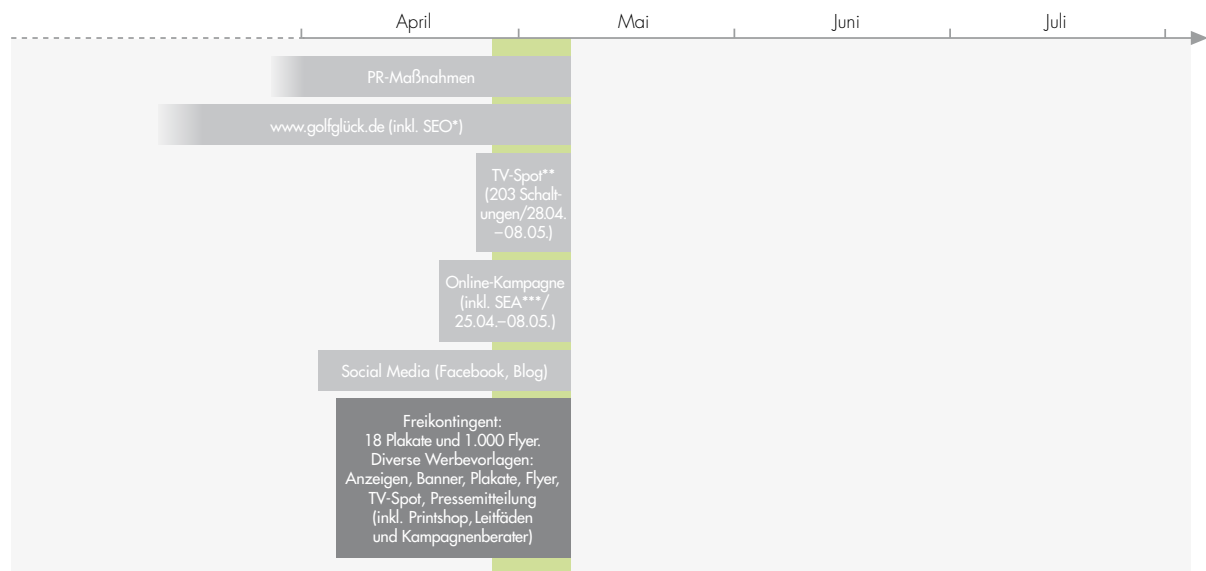 April Mai Juni Juli
PR-Maßnahmen
www.golfglück.de (inkl. SEO*)
TV-Spot**
(203 Schalt-
ungen/28.04.
–08.05.)
Online-Kampagne
(inkl. SEA***/
25.04.–08.05.)
Social Media (Facebook, Blog)
Freikontingent:
18 Plakate und 1.000 Flyer.
Diverse Werbevorlagen:
Anzeigen, Banner, Plakate, Flyer,
TV-Spot, Pressemitteilung
(inkl. Printshop, Leitfäden
und Kampagnenberater)